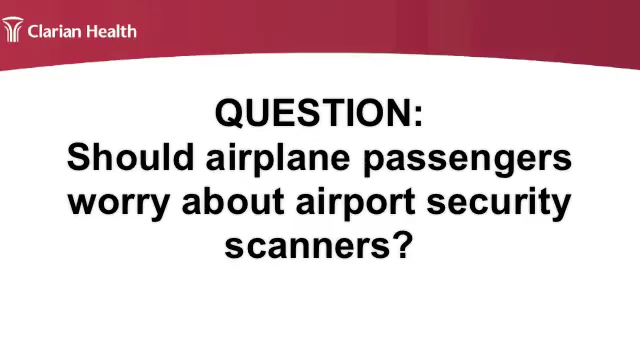 Clarian Health
QUESTION:
Should airplane passengers
worry about airport security
scanners?